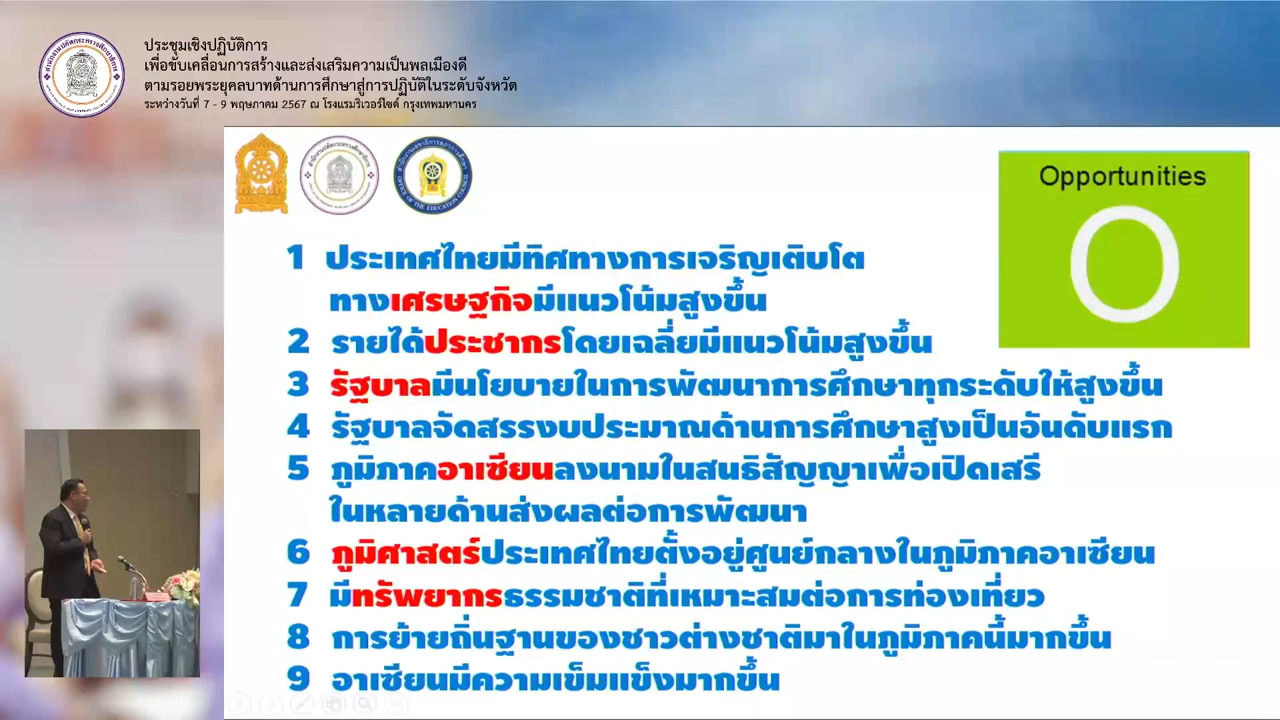 ประชุมเชิงปฏิบัติการ
เพื่อขับเคลื่อนการสร้างและส่งเสริมความเป็นพลเมืองดี
ตามรอยพระยุคลบาทด้านการศึกษาสู่การปฏิบัติในระดับจังหวัด
ระหว่างวันที่ 7 - 9 พฤษภาคม 2567 ณ โรงแรมริเวอร์ไซด์ กรุงเทพมหานคร
Opportunities
O
1 ประเทศไทยมีทิศทางการเจริญเติบโต
ทางเศรษฐกิจมีแนวโน้มสูงขึ้น
2 รายได้ประชากรโดยเฉลี่ยมีแนวโน้มสูงขึ้น
3 รัฐบาลมีนโยบายในการพัฒนาการศึกษาทุกระดับให้สูงขึ้น
4 รัฐบาลจัดสรรงบประมาณด้านการศึกษาสูงเป็นอันดับแรก
5 ภูมิภาคอาเซียนลงนามในสนธิสัญญาเพื่อเปิดเสรี
ในหลายด้านส่งผลต่อการพัฒนา
6 ภูมิศาสตร์ประเทศไทยตั้งอยู่ศูนย์กลางในภูมิภาคอาเซียน
7 มีทรัพยากรธรรมชาติที่เหมาะสมต่อการท่องเที่ยว
8 การย้ายถิ่นฐานของชาวต่างชาติมาในภูมิภาคนี้มากขึ้น
9 อาเซียนมีความเข้มแข็งมากขึ้น